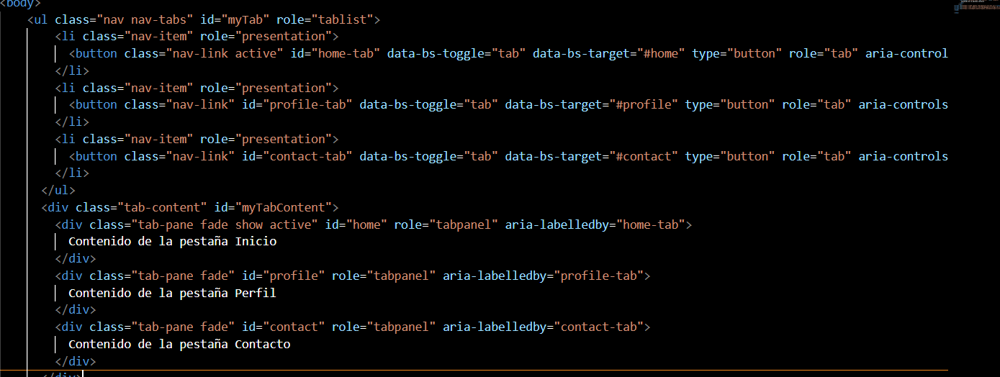 <body>
<ul class="nav nav-tabs" id="myTab" role="tablist">
<li class="nav-item" role="presentation">
<button class="nav-link active" id="home-tab" data-bs-toggle="tab" data-bs-target="#home" type="button" role="tab" aria-control
</li>
<li class="nav-item" role="presentation">
<button class="nav-link" id="profile-tab" data-bs-toggle="tab" data-bs-target="#profile" type="button" role="tab" aria-controls
</li>
<li class="nav-item" role="presentation">
<button class="nav-link" id="contact-tab" data-bs-toggle="tab" data-bs-target="#contact" type="button" role="tab" aria-controls
</li>
</ul>
<div class="tab-content" id="myTabContent">
<div class="tab-pane fade show active" id="home" role="tabpanel" aria-labelledby="home-tab">
Contenido de la pestaña Inicio
</div>
<div class="tab-pane fade" id="profile" role="tabpanel" aria-labelledby="profile-tab">
Contenido de la pestaña Perfil
</div>
<div class="tab-pane fade" id="contact" role="tabpanel" aria-labelledby="contact-tab">
Contenido de la pestaña Contacto
</div>
</div>